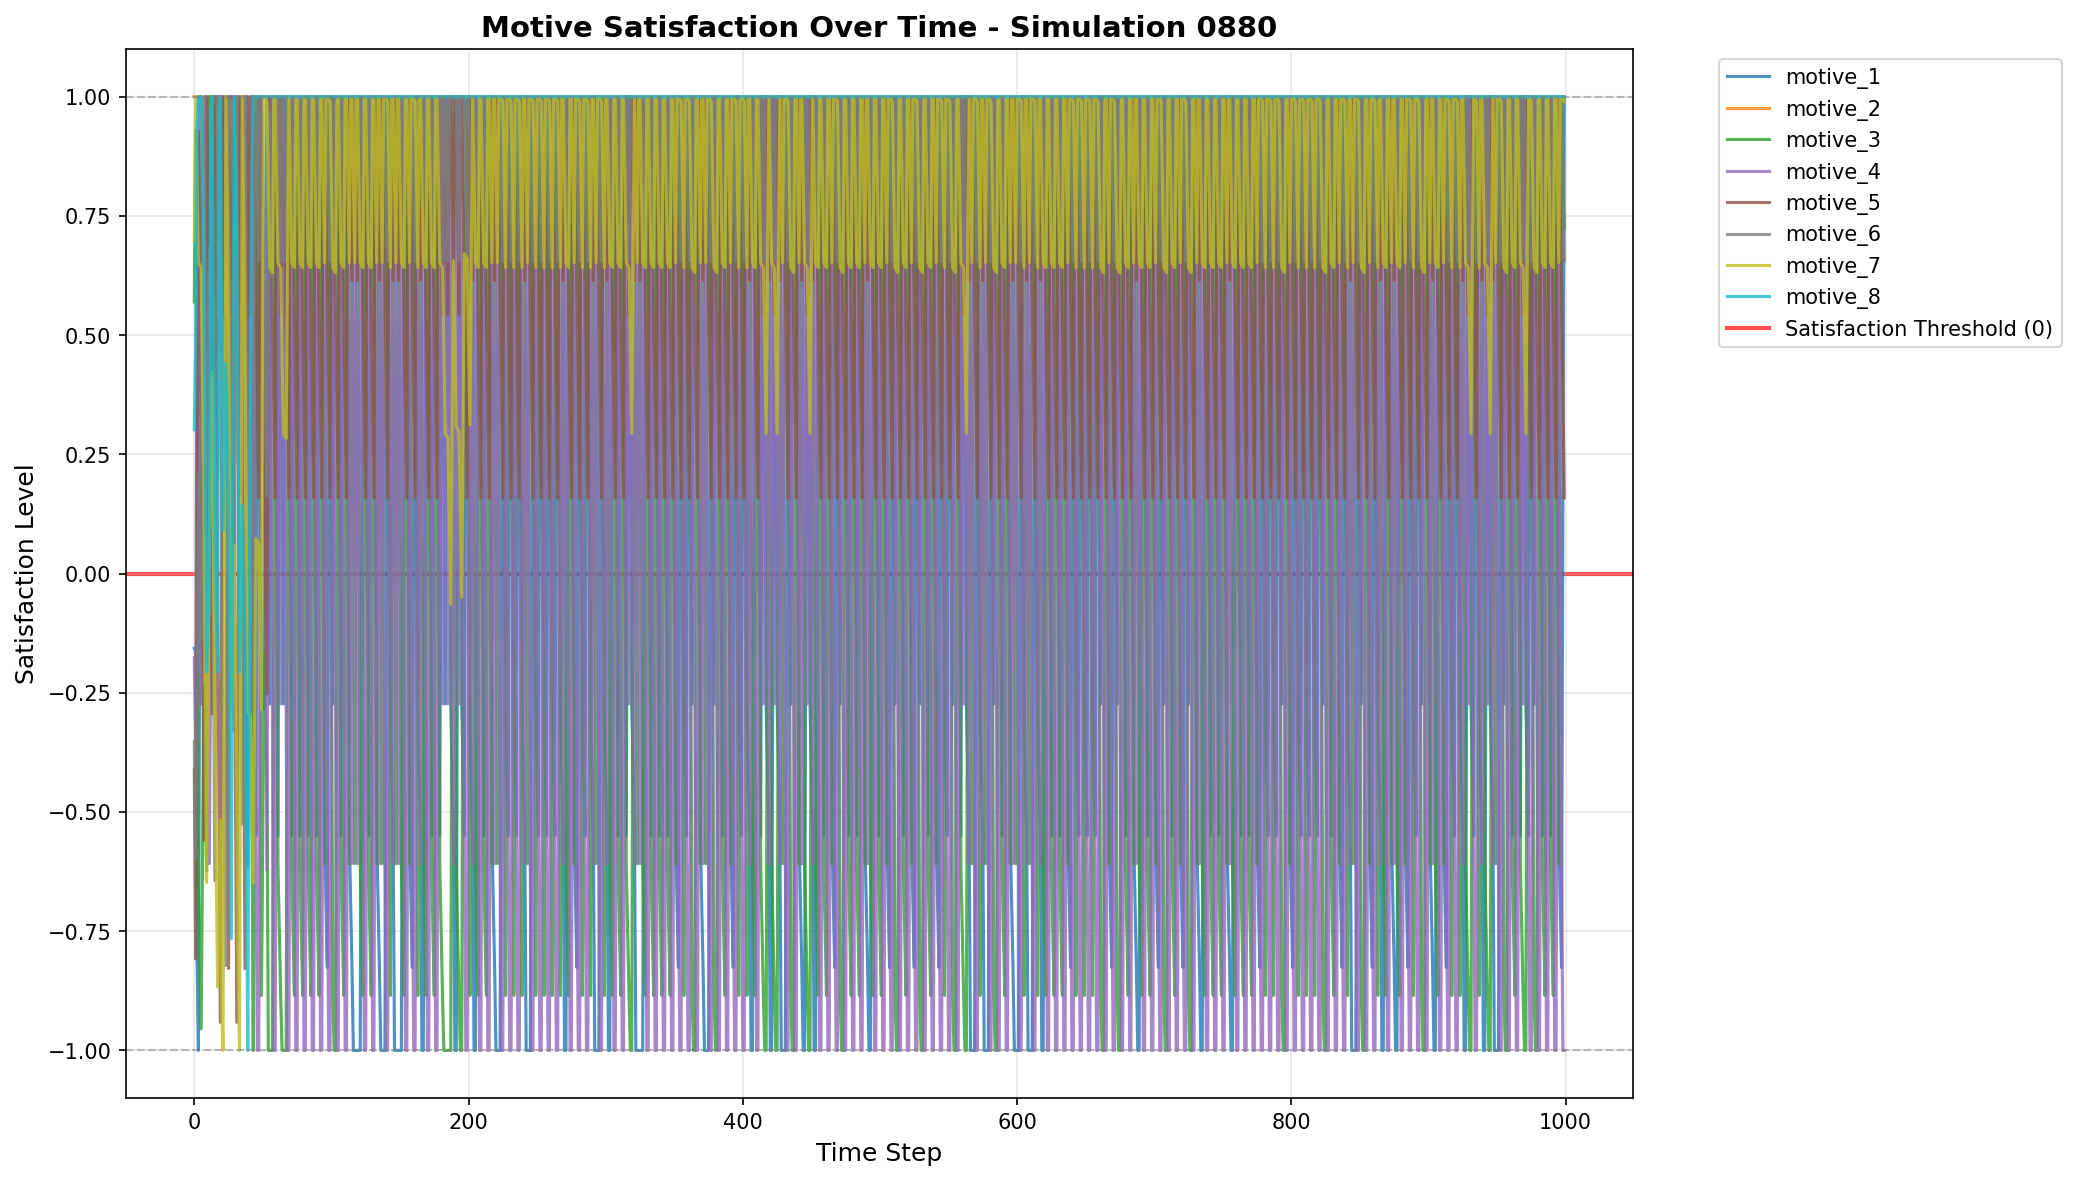 Motive Satisfaction Over Time - Simulation 0880
Satisfaction Level
1.00
0.75
0.50
0.25
0.00
−0.25
−0.50
−0.75
−1.00
0
200
400
600
800
1000
Time Step
motive_1
motive_2
motive_3
motive_4
motive_5
motive_6
motive_7
motive_8
Satisfaction Threshold (0)